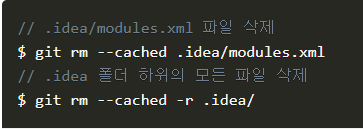 // .idea/modules.xml 파일 삭제
$ git rm --cached .idea/modules.xml
// .idea 폴더 하위의 모든 파일 삭제
$ git rm --cached -r .idea/